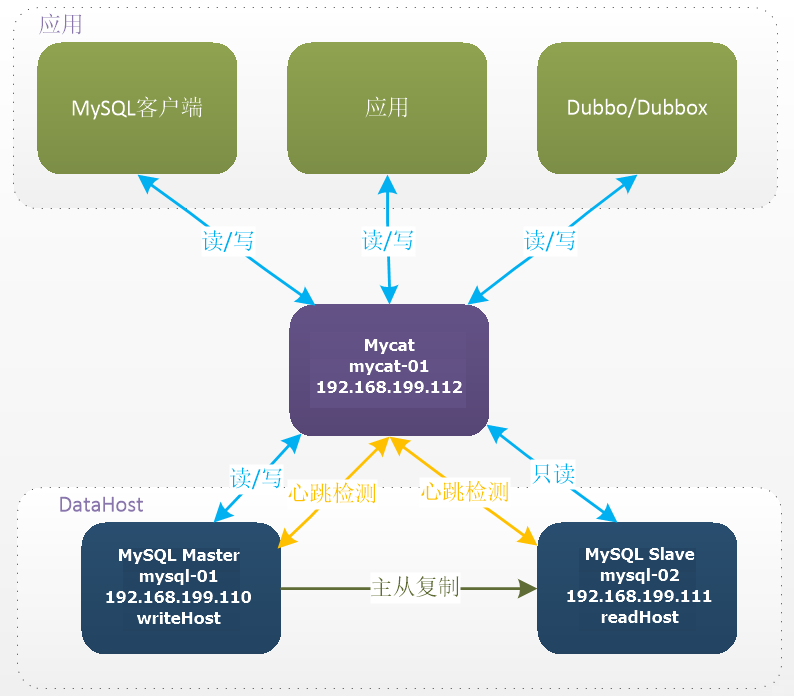 应用
MySQL客户端
应用
Dubbo/Dubbox
读/写
读/写
读/写
Mycat
mycat-01
192.168.199.112
读/写
心跳检测
心跳检测
只读
DataHost
MySQL Master
mysql-01
192.168.199.110
writeHost
主从复制
MySQL Slave
mysql-02
192.168.199.111
readHost